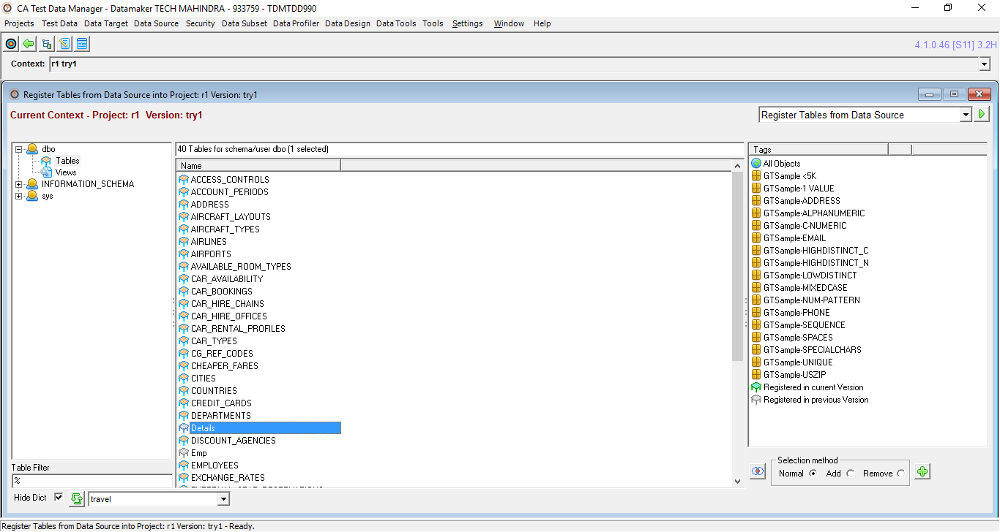 CA Test Data Manager - Datamaker TECH MAHINDRA - 933759 - TDMTDD990
Projects Test Data Data Target Data Source Security Data Subset Data Profiler Data Design Data Tools Tools Settings Window Help
4.1.0.46 [S11] 3.2H
Context: r1 try1
Register Tables from Data Source into Project: r1 Version: try1
Current Context - Project: r1 Version: try1
Register Tables from Data Source
dbo
Tables
Views
INFORMATION_SCHEMA
sys
Table Filter
%
Hide Dict
travel
40 Tables for schema/user dbo (1 selected)
Name
ACCESS_CONTROLS
ACCOUNT_PERIODS
ADDRESS
AIRCRAFT_LAYOUTS
AIRCRAFT_TYPES
AIRLINES
AIRPORTS
AVAILABLE_ROOM_TYPES
CAR_AVAILABILITY
CAR_BOOKINGS
CAR_HIRE_CHAINS
CAR_HIRE_OFFICES
CAR_RENTAL_PROFILES
CAR_TYPES
CG_REF_CODES
CHEAPER_FARES
CITIES
COUNTRIES
CREDIT_CARDS
DEPARTMENTS
Details
DISCOUNT_AGENCIES
Emp
EMPLOYEES
EXCHANGE_RATES
Tags
All Objects
GTSample <5K
GTSample-1 VALUE
GTSample-ADDRESS
GTSample-ALPHANUMERIC
GTSample-C-NUMERIC
GTSample-EMAIL
GTSample-HIGHDISTINCT_C
GTSample-HIGHDISTINCT_N
GTSample-LOWDISTINCT
GTSample-MIXEDCASE
GTSample-NUM-PATTERN
GTSample-PHONE
GTSample-SEQUENCE
GTSample-SPACES
GTSample-SPECIALCHARS
GTSample-UNIQUE
GTSample-USZIP
Registered in current Version
Registered in previous Version
Selection method
Normal Add Remove
Register Tables from Data Source into Project: r1 Version: try1 - Ready.